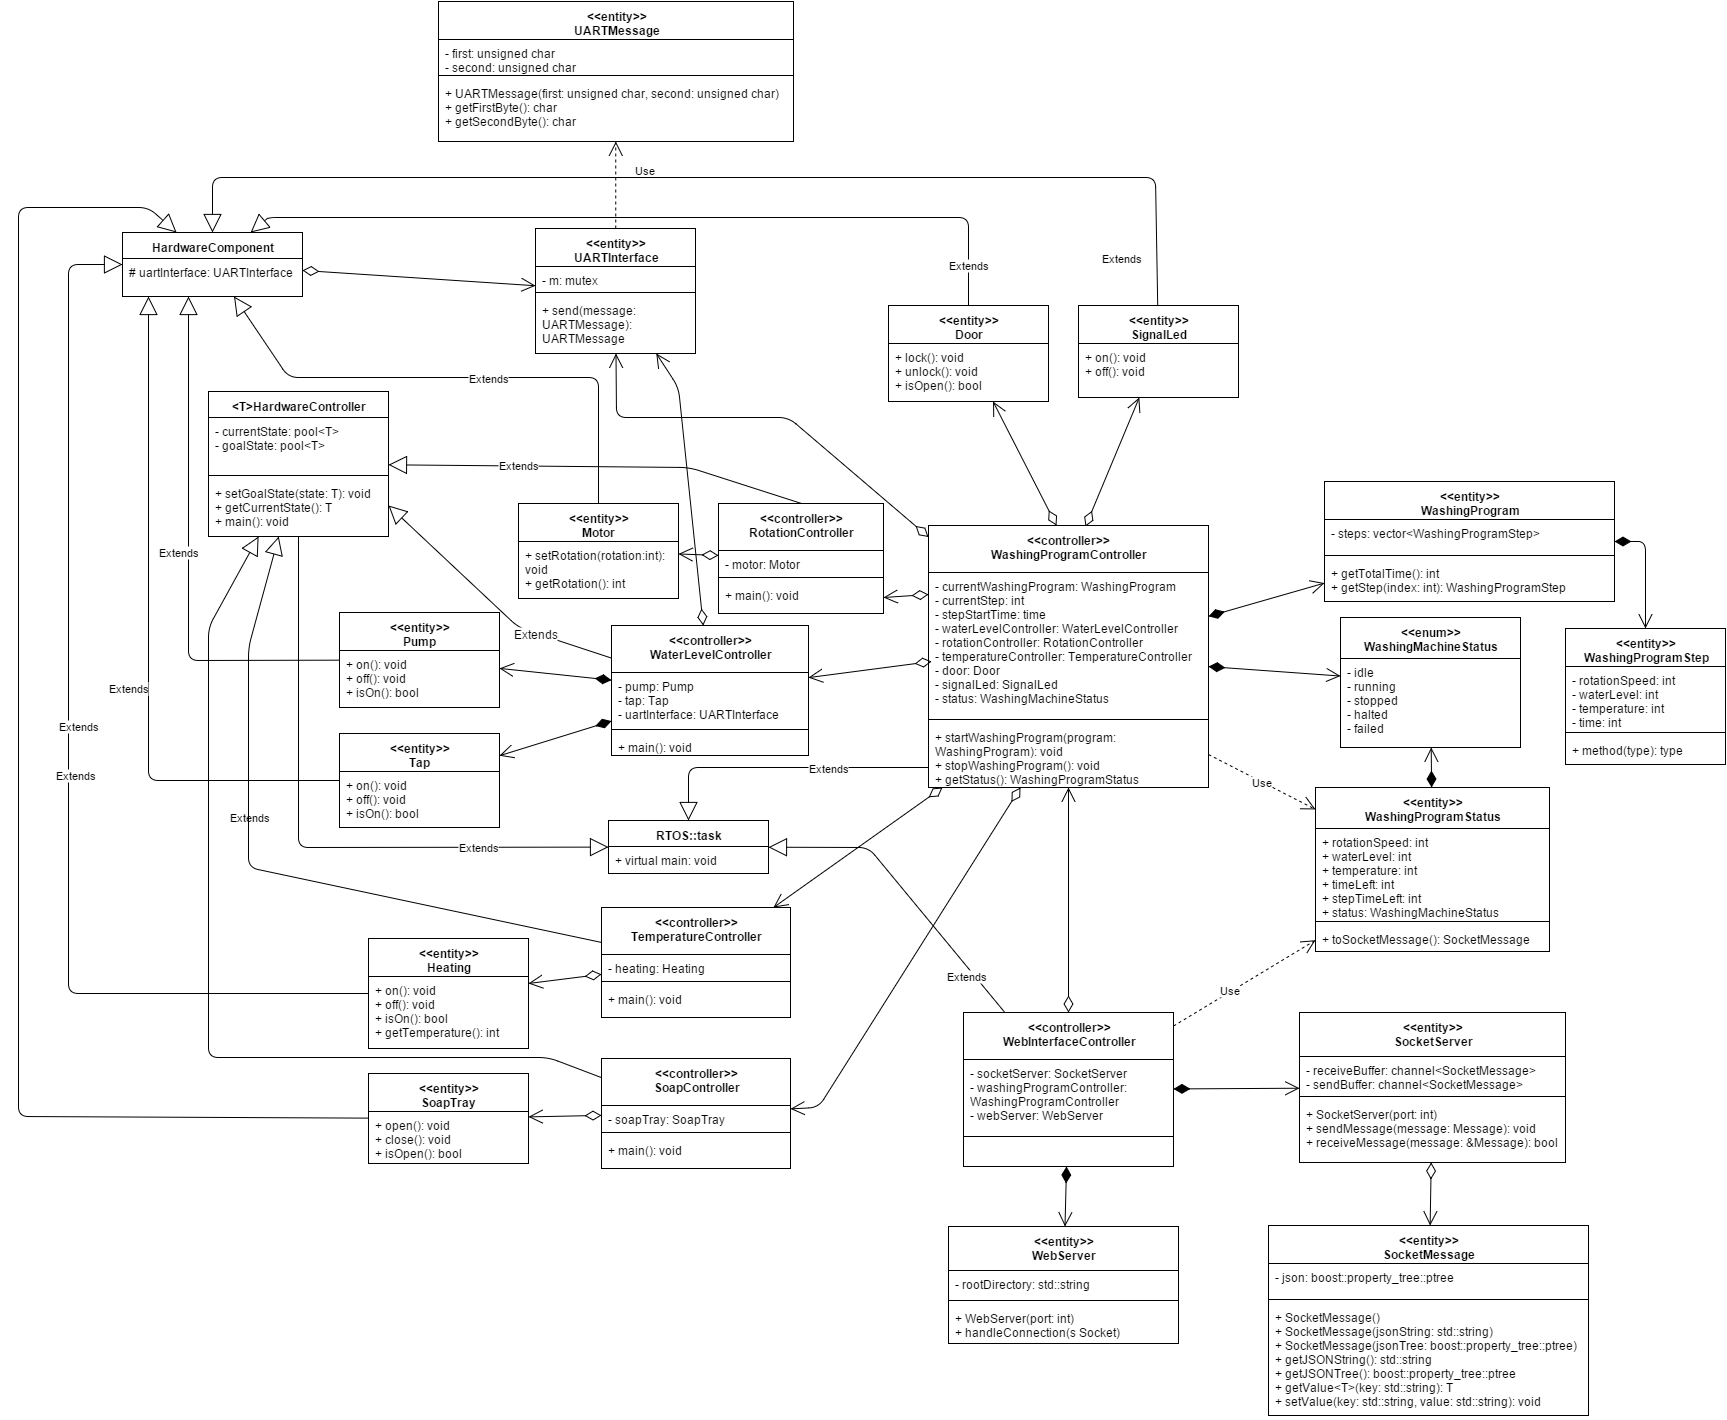 <<entity>>
UARTMessage
- first: unsigned char
- second: unsigned char
+ UARTMessage(first: unsigned char, second: unsigned char)
+ getFirstByte(): char
+ getSecondByte(): char
Use
HardwareComponent
# uartInterface: UARTInterface
<<entity>>
UARTInterface
- m: mutex
+ send(message:
UARTMessage):
UARTMessage
Extends
Extends
<<entity>>
Door
+ lock(): void
+ unlock(): void
+ isOpen(): bool
<<entity>>
SignalLed
+ on(): void
+ off(): void
Extends
<T>HardwareController
- currentState: pool<T>
- goalState: pool<T>
+ setGoalState(state: T): void
+ getCurrentState(): T
+ main(): void
Extends
<<entity>>
Motor
+ setRotation(rotation:int):
void
+ getRotation(): int
<<controller>>
RotationController
- motor: Motor
+ main(): void
<<controller>>
WashingProgramController
- currentWashingProgram: WashingProgram
- currentStep: int
- stepStartTime: time
- waterLevelController: WaterLevelController
- rotationController: RotationController
- temperatureController: TemperatureController
- door: Door
- signalLed: SignalLed
- status: WashingMachineStatus
+ startWashingProgram(program:
WashingProgram): void
+ stopWashingProgram(): void
+ getStatus(): WashingProgramStatus
<<entity>>
WashingProgram
- steps: vector<WashingProgramStep>
+ getTotalTime(): int
+ getStep(index: int): WashingProgramStep
<<enum>>
WashingMachineStatus
- idle
- running
- stopped
- halted
- failed
<<entity>>
WashingProgramStep
- rotationSpeed: int
- waterLevel: int
- temperature: int
- time: int
+ method(type): type
Extends
<<entity>>
Pump
+ on(): void
+ off(): void
+ isOn(): bool
Extends
<<controller>>
WaterLevelController
- pump: Pump
- tap: Tap
- uartInterface: UARTInterface
+ main(): void
Extends
Extends
<<entity>>
Tap
+ on(): void
+ off(): void
+ isOn(): bool
Extends
Extends
Use
Extends
RTOS::task
+ virtual main: void
Extends
<<entity>>
WashingProgramStatus
+ rotationSpeed: int
+ waterLevel: int
+ temperature: int
+ timeLeft: int
+ stepTimeLeft: int
+ status: WashingMachineStatus
+ toSocketMessage(): SocketMessage
<<controller>>
TemperatureController
- heating: Heating
+ main(): void
<<entity>>
Heating
+ on(): void
+ off(): void
+ isOn(): bool
+ getTemperature(): int
Extends
Use
<<controller>>
WebInterfaceController
- socketServer: SocketServer
- washingProgramController:
WashingProgramController
- webServer: WebServer
<<entity>>
SocketServer
- receiveBuffer: channel<SocketMessage>
- sendBuffer: channel<SocketMessage>
+ SocketServer(port: int)
+ sendMessage(message: Message): void
+ receiveMessage(message: &Message): bool
<<controller>>
SoapController
- soapTray: SoapTray
+ main(): void
<<entity>>
SoapTray
+ open(): void
+ close(): void
+ isOpen(): bool
<<entity>>
WebServer
- rootDirectory: std::string
+ WebServer(port: int)
+ handleConnection(s Socket)
<<entity>>
SocketMessage
- json: boost::property_tree::ptree
+ SocketMessage()
+ SocketMessage(jsonString: std::string)
+ SocketMessage(jsonTree: boost::property_tree::ptree)
+ getJSONString(): std::string
+ getJSONTree(): boost::property_tree::ptree
+ getValue<T>(key: std::string): T
+ setValue(key: std::string, value: std::string): void